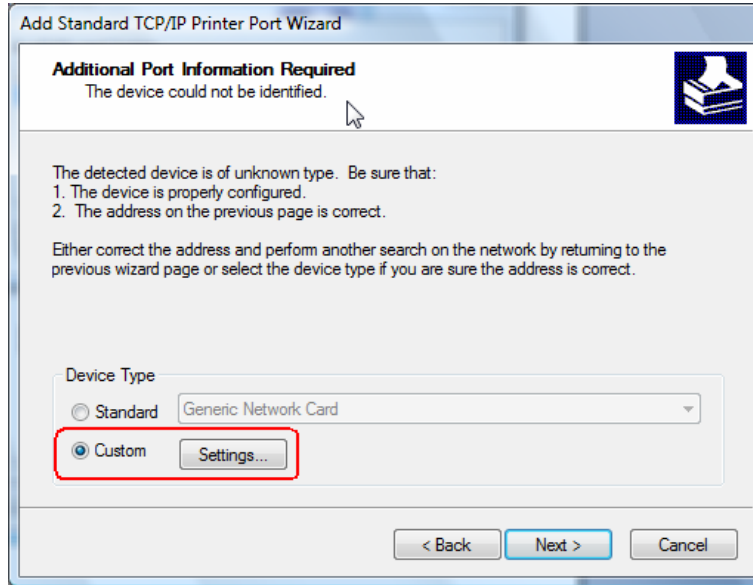 Add Standard TCP/IP Printer Port Wizard
Additional Port Information Required
The device could not be identified.
The detected device is of unknown type. Be sure that:
1. The device is properly configured.
2. The address on the previous page is correct.
Either correct the address and perform another search on the network by returning to the
previous wizard page or select the device type if you are sure the address is correct.
Device Type
Standard Generic Network Card
Custom Settings...
< Back Next > Cancel